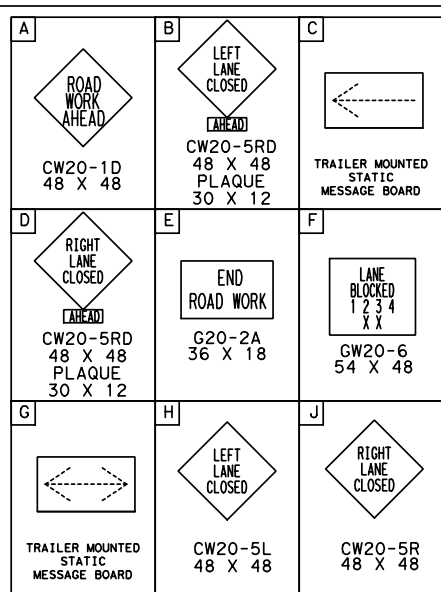 A
ROAD
WORK
AHEAD
CW20-1D
48 X 48
B
LEFT
LANE
CLOSED
AHEAD
CW20-5RD
48 X 48
PLAQUE
30 X 12
C
TRAILER MOUNTED
STATIC
MESSAGE BOARD
D
RIGHT
LANE
CLOSED
AHEAD
CW20-5RD
48 X 48
PLAQUE
30 X 12
E
END
ROAD WORK
G20-2A
36 X 18
F
LANE
BLOCKED
1 2 3 4
X X
GW20-6
54 X 48
G
TRAILER MOUNTED
STATIC
MESSAGE BOARD
H
LEFT
LANE
CLOSED
CW20-5L
48 X 48
J
RIGHT
LANE
CLOSED
CW20-5R
48 X 48